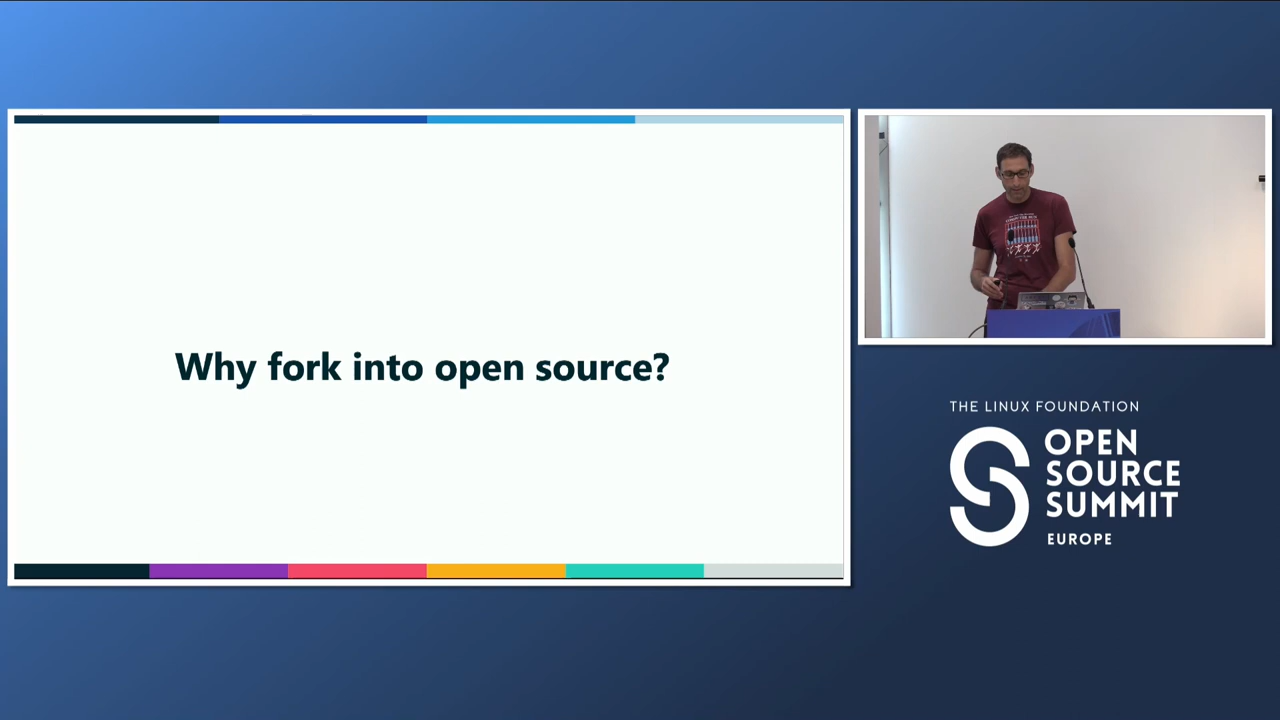 Why fork into open source?
THE LINUX FOUNDATION
OPEN
SOURCE
SUMMIT
EUROPE